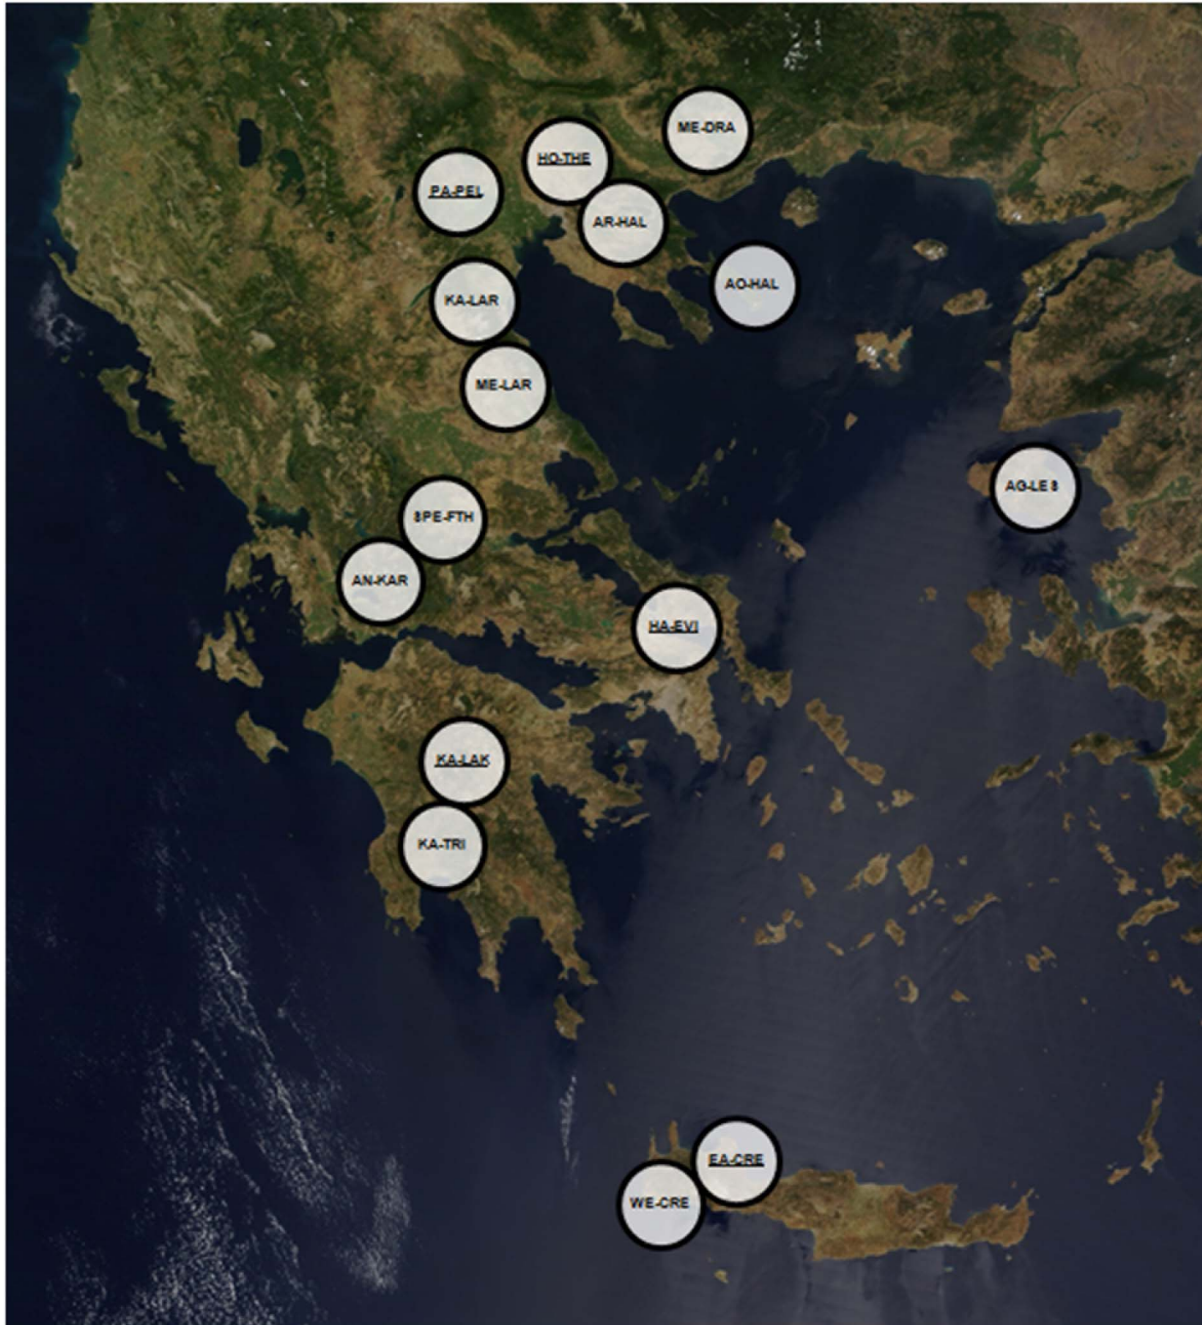 ME-DRA
HO-THE
PA-PEL
AR-HAL
AO-HAL
KA-LAR
ME-LAR
AG-LES
SPE-FTH
AN-KAR
HA-EVI
KA-LAK
KA-TRI
EA-CRE
WE-CRE